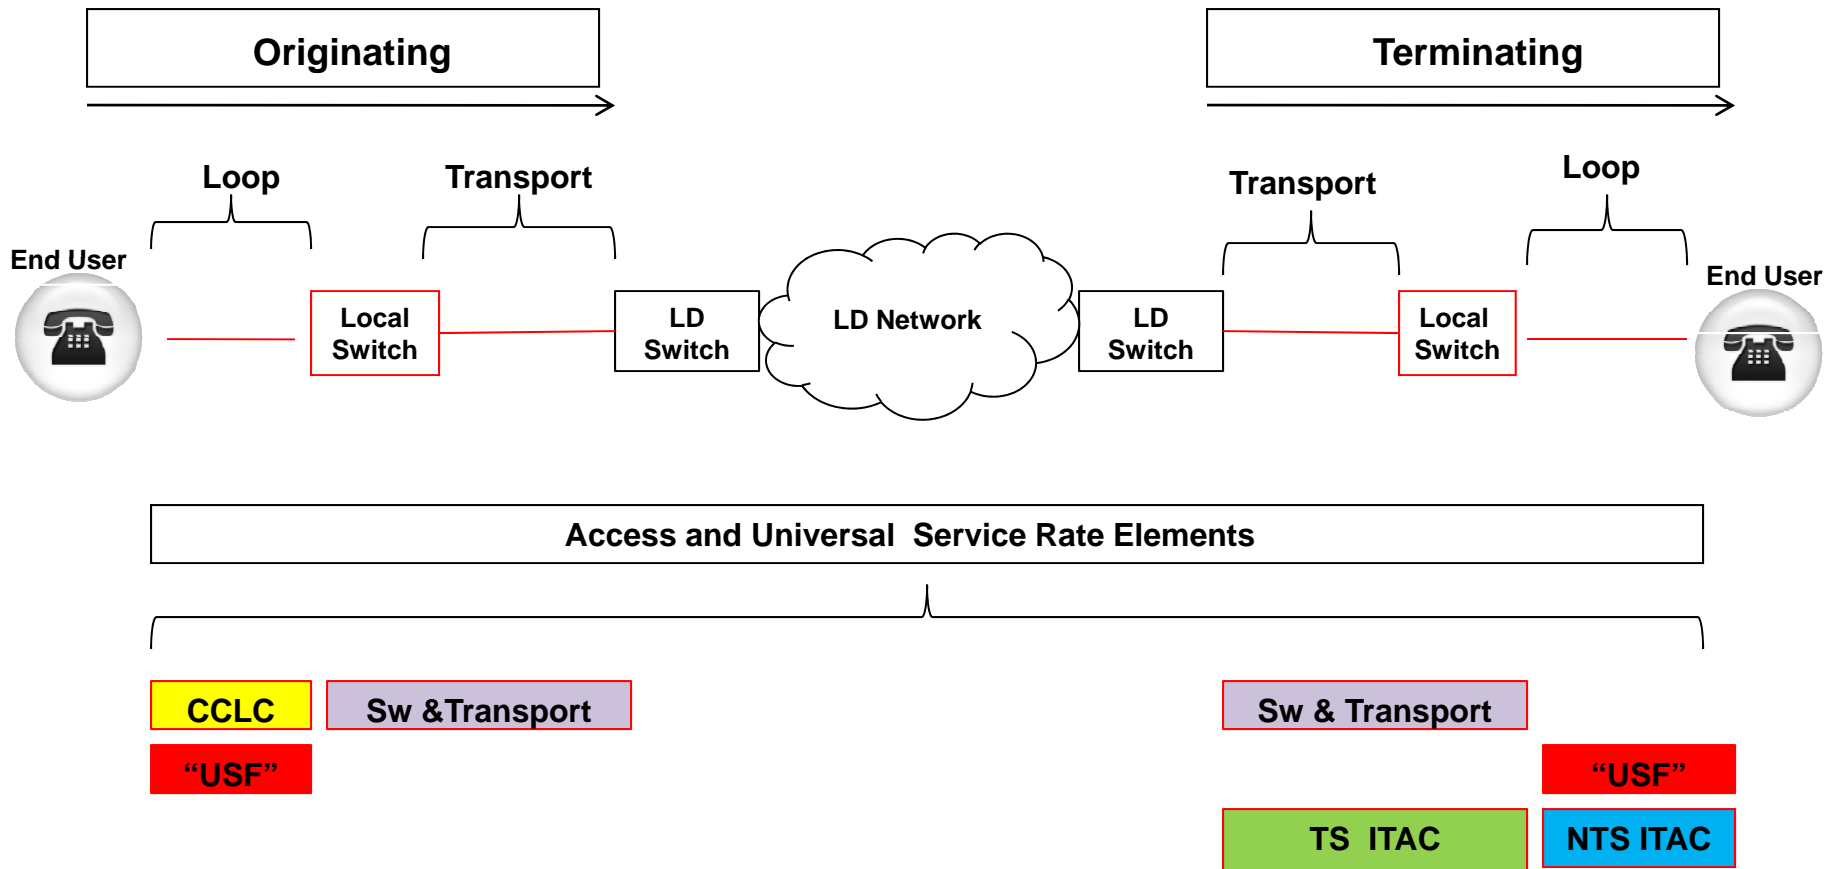 Originating
Terminating
Loop
Transport
Transport
Loop
End User
End User
Local
Switch
LD
Switch
LD Network
LD
Switch
Local
Switch
Access and Universal  Service Rate Elements
CCLC
Sw &Transport
Sw & Transport
“USF”
“USF”
TS  ITAC
NTS ITAC